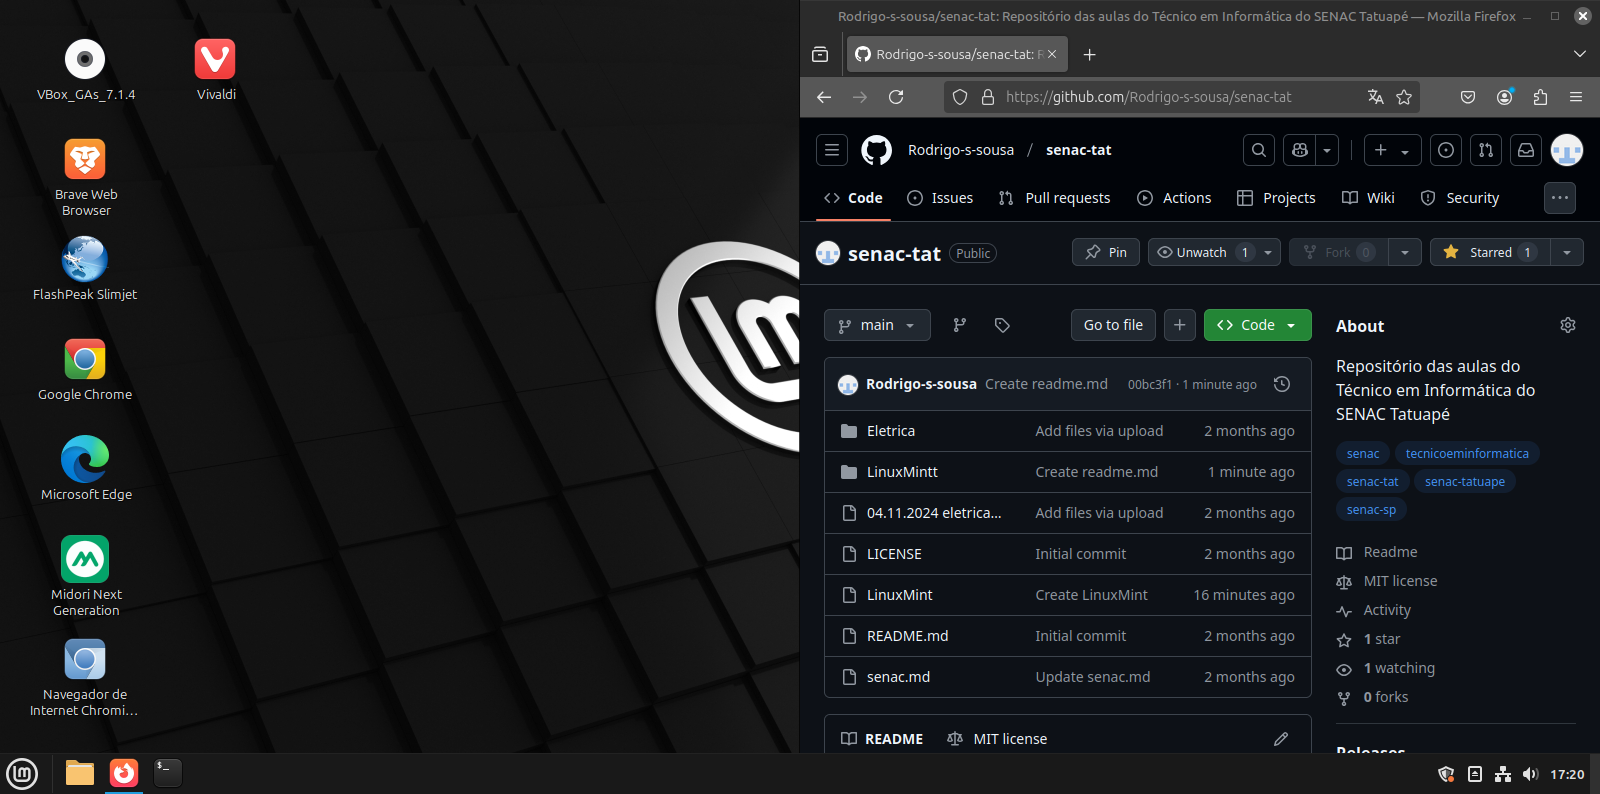 VBox_GAs_7.1.4
Vivaldi
Brave Web
Browser
FlashPeak Slimjet
Google Chrome
Microsoft Edge
Midori Next
Generation
Navegador de
Internet Chromi...
Rodrigo-s-sousa/senac-tat: Repositório das aulas do Técnico em Informática do SENAC Tatuapé — Mozilla Firefox
Rodrigo-s-sousa/senac-tat: R
https://github.com/Rodrigo-s-sousa/senac-tat
Rodrigo-s-sousa / senac-tat
Code Issues Pull requests Actions Projects Wiki Security
senac-tat Public Pin Unwatch 1 Fork 0 Starred 1
main Go to file Code
Rodrigo-s-sousa Create readme.md 00bc3f1 · 1 minute ago
Eletrica Add files via upload 2 months ago
LinuxMintt Create readme.md 1 minute ago
04.11.2024 eletrica... Add files via upload 2 months ago
LICENSE Initial commit 2 months ago
LinuxMint Create LinuxMint 16 minutes ago
README.md Initial commit 2 months ago
senac.md Update senac.md 2 months ago
README MIT license
About
Repositório das aulas do
Técnico em Informática do
SENAC Tatuapé
senac tecnicoeminformatica
senac-tat senac-tatuape
senac-sp
Readme
MIT license
Activity
1 star
1 watching
0 forks
Releases
17:20